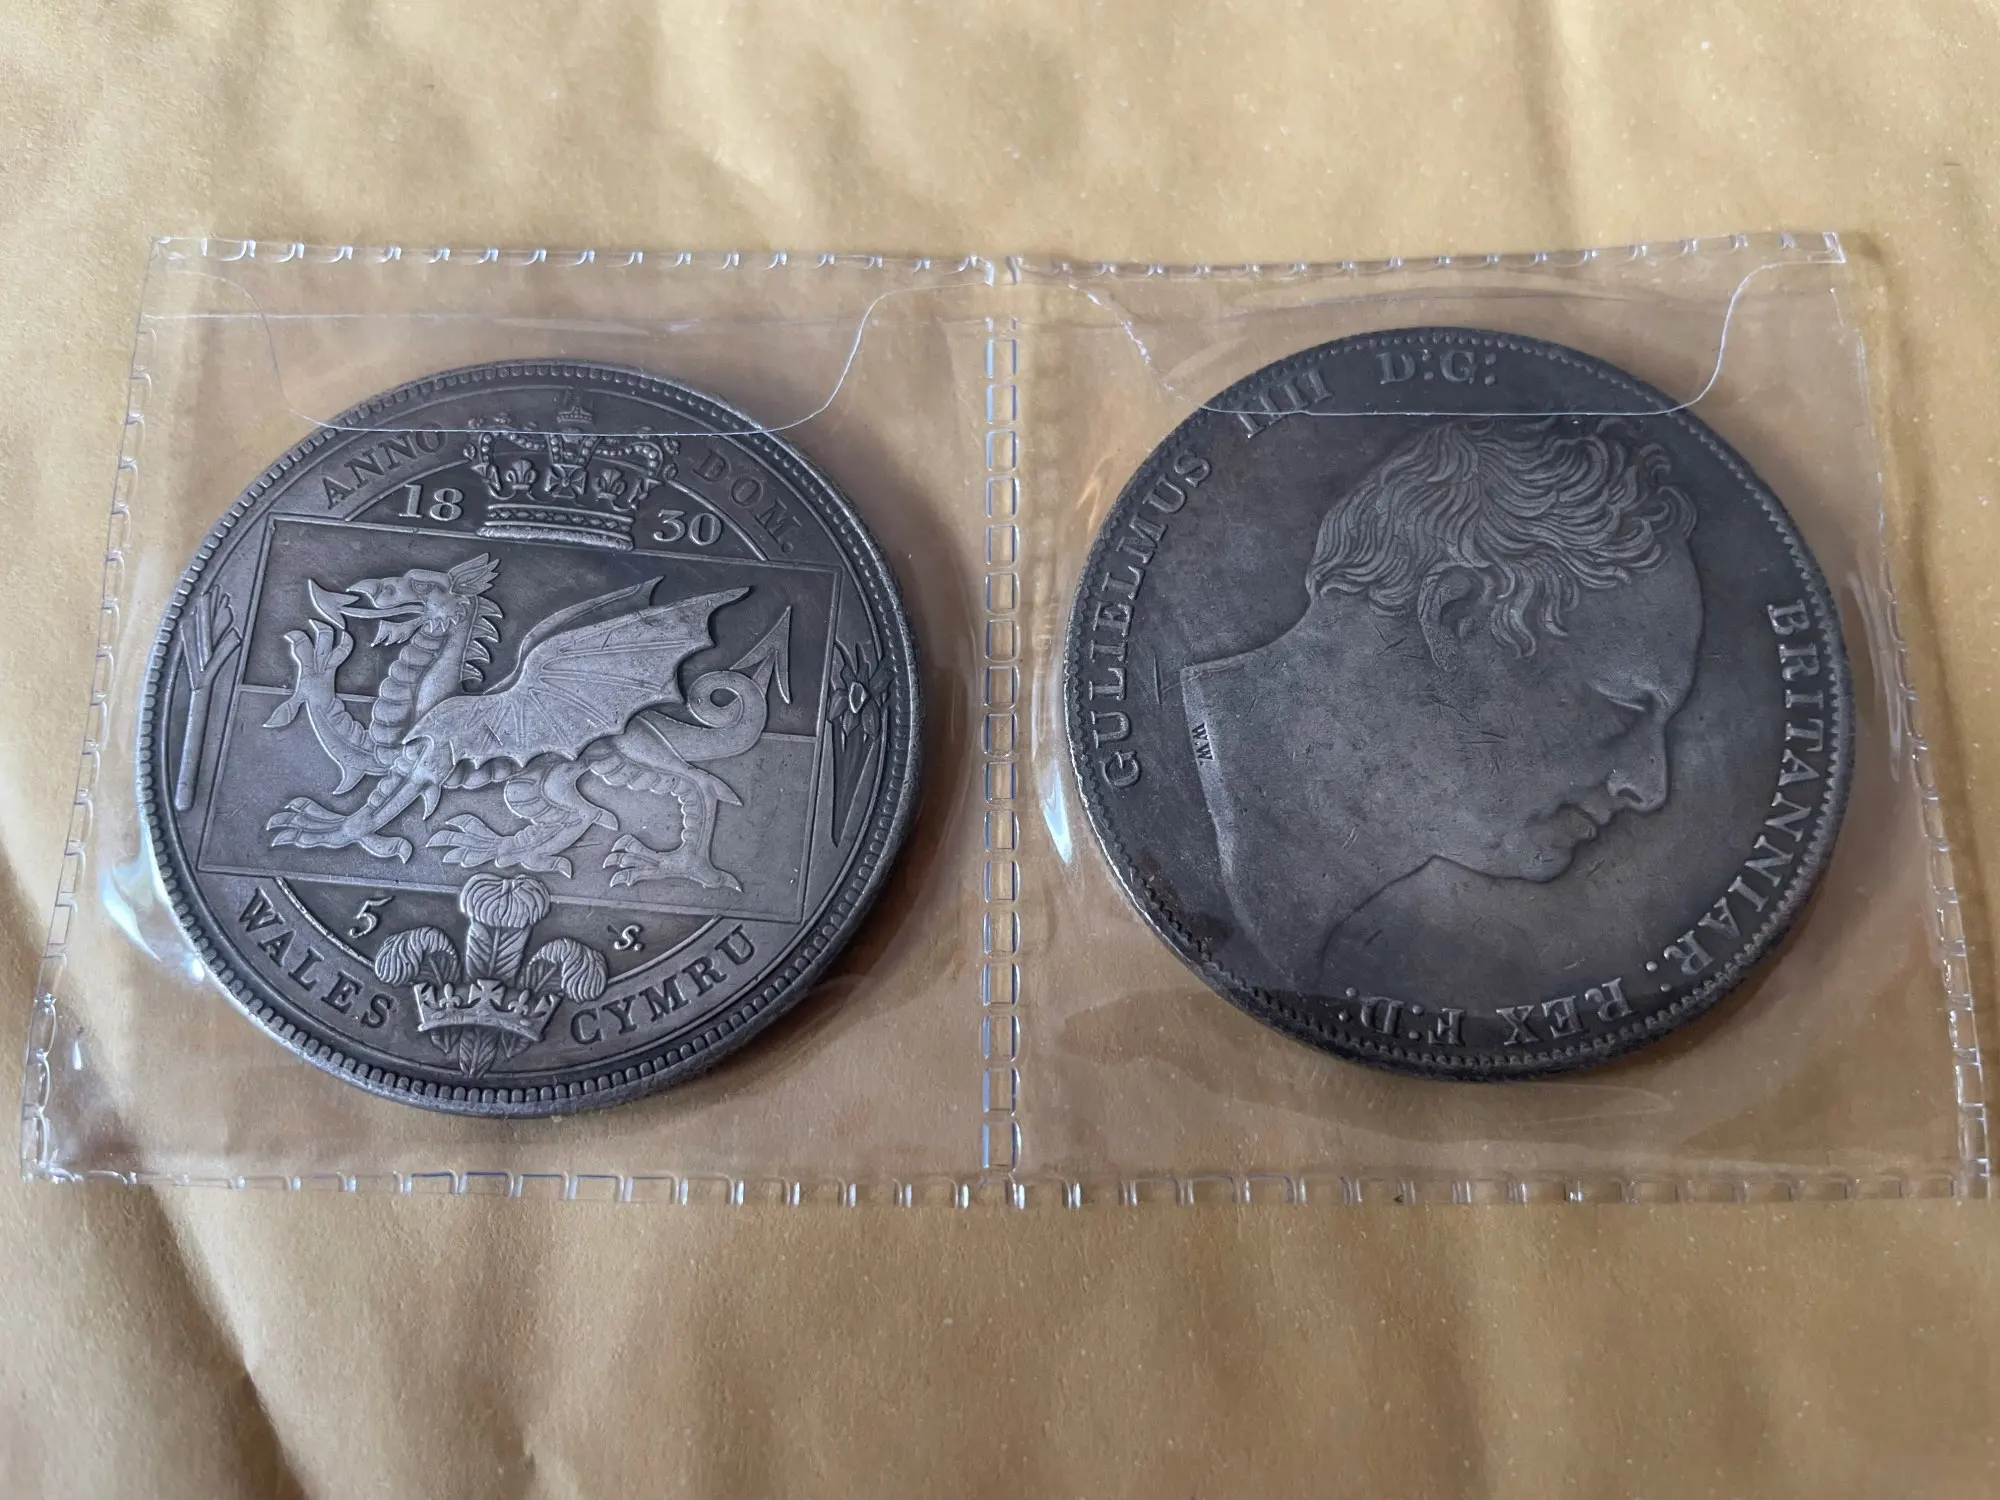 ANNO DOM.
18 30
5 s.
WALES CYMRU
GULIELMUS IIII D:G:
BRITANNIAR: REX F:D:
W.W.